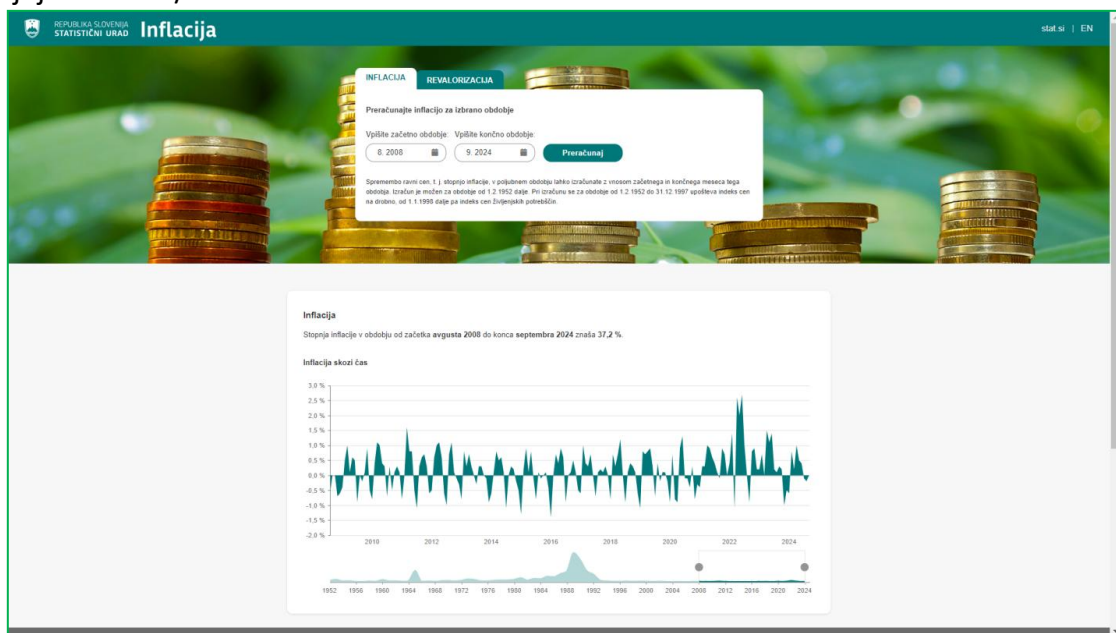 REPUBLIKA SLOVENIJA
STATISTIČNI URAD
Inflacija
stat.si | EN
INFLACIJA
REVALORIZACIJA
Preračunajte inflacijo za izbrano obdobje
Vpišite začetno obdobje: Vpišite končno obdobje:
8. 2008
9. 2024
Preračunaj
Spremembo ravni cen, t. j. stopnjo inflacije, v poljubnem obdobju lahko izračunate z vnosom začetnega in končnega meseca tega
obdobja. Izračun je možen za obdobje od 1.2.1952 dalje. Pri izračunu se za obdobje od 1.2.1952 do 31.12.1997 upošteva indeks cen
na drobno, od 1.1.1998 dalje pa indeks cen življenjskih potrebščin.
Inflacija
Stopnja inflacije v obdobju od začetka avgusta 2008 do konca septembra 2024 znaša 37,2 %.
Inflacija skozi čas
3,0 %
2,5 %
2,0 %
1,5 %
1,0 %
0,5 %
0,0 %
-0,5 %
-1,0 %
-1,5 %
-2,0 %
2010 2012 2014 2016 2018 2020 2022 2024
1952 1956 1960 1964 1968 1972 1976 1980 1984 1988 1992 1996 2000 2004 2008 2012 2016 2020 2024